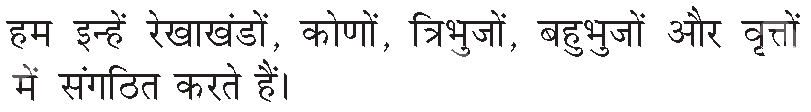 हम इन्हें रेखाखंडों, कोणों, त्रिभुजों, बहुभुजों और वृत्तों
में संगठित करते हैं।